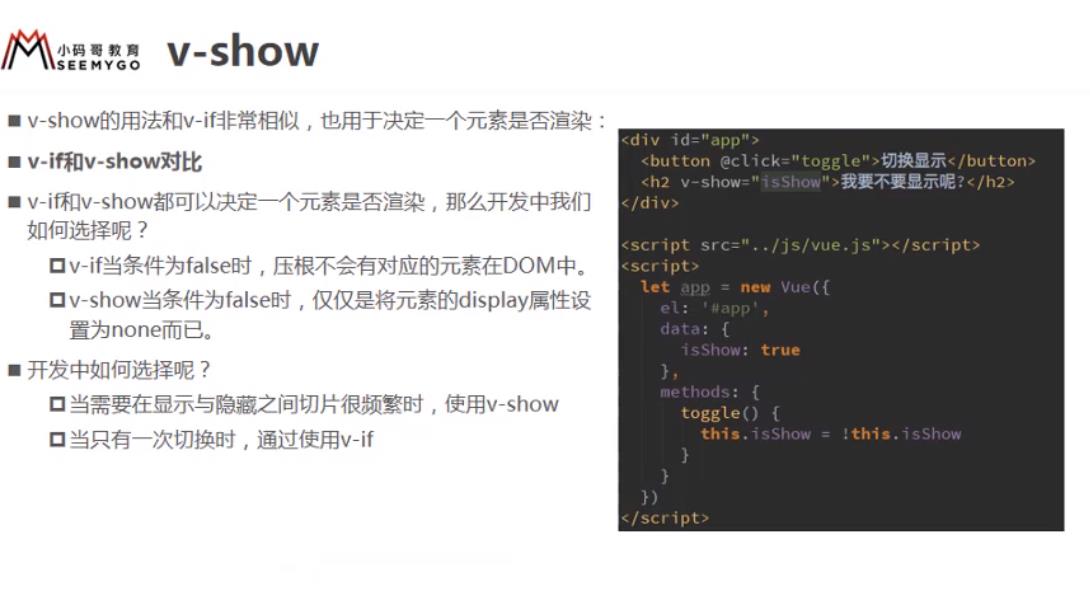 小码哥教育
SEEMYGO
v-show
v-show的用法和v-if非常相似，也用于决定一个元素是否渲染：
v-if和v-show对比
v-if和v-show都可以决定一个元素是否渲染，那么开发中我们
如何选择呢？
v-if当条件为false时，压根不会有对应的元素在DOM中。
v-show当条件为false时，仅仅是将元素的display属性设
置为none而已。
开发中如何选择呢？
当需要在显示与隐藏之间切片很频繁时，使用v-show
当只有一次切换时，通过使用v-if
<div id="app">
  <button @click="toggle">切换显示</button>
  <h2 v-show="isShow">我要不要显示呢?</h2>
</div>
<script src="../js/vue.js"></script>
<script>
  let app = new Vue({
    el: '#app',
    data: {
      isShow: true
    },
    methods: {
      toggle() {
        this.isShow = !this.isShow
      }
    }
  })
</script>